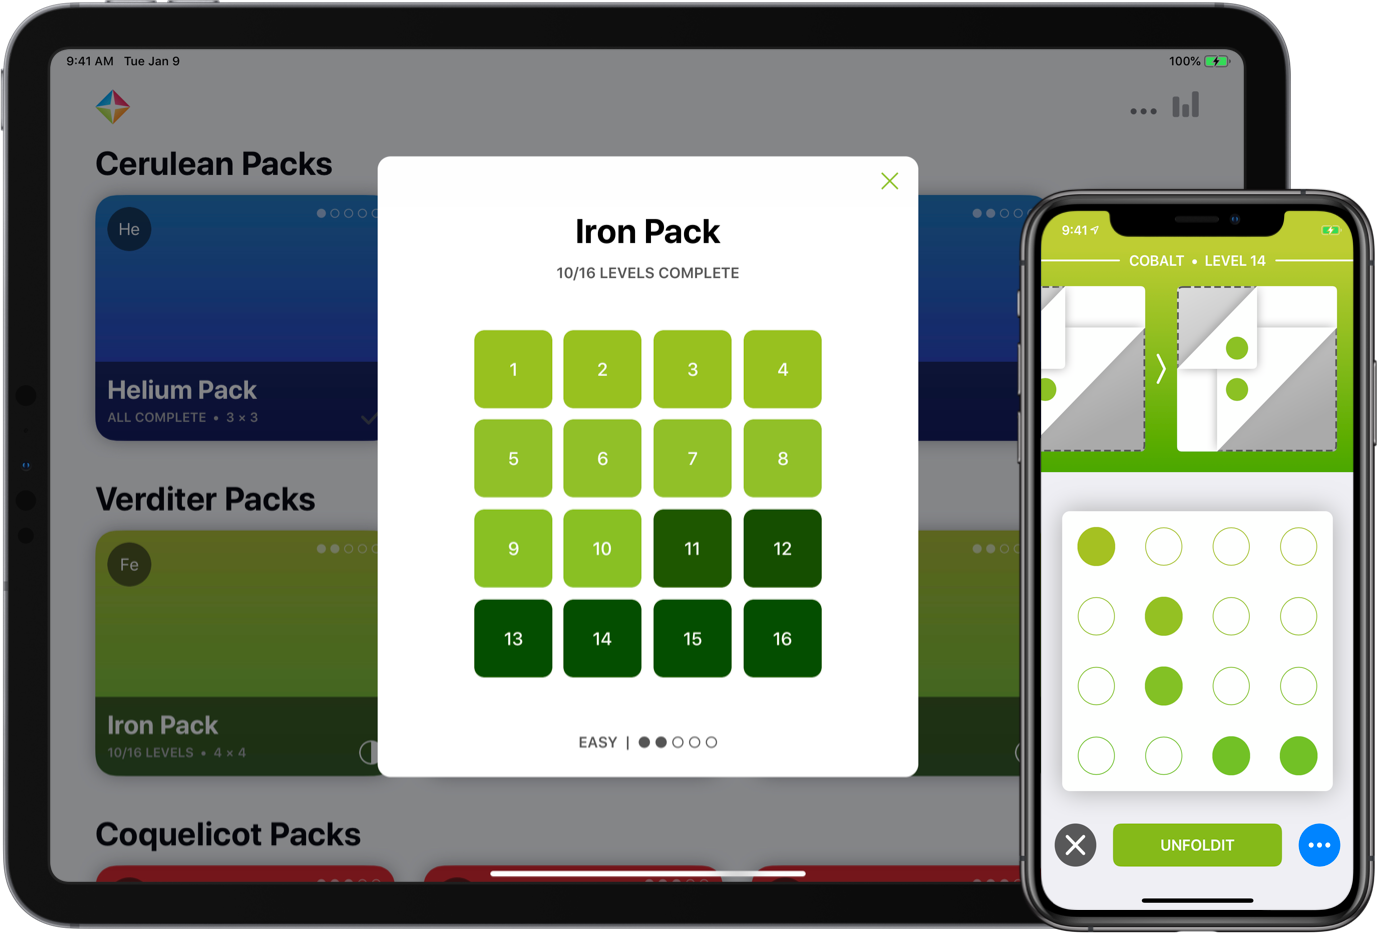 9:41 AM Tue Jan 9
100%
Cerulean Packs
He
Helium Pack
ALL COMPLETE • 3 × 3
Verditer Packs
Fe
Iron Pack
10/16 LEVELS • 4 × 4
Coquelicot Packs
Iron Pack
10/16 LEVELS COMPLETE
1 2 3 4
5 6 7 8
9 10 11 12
13 14 15 16
EASY |
9:41
COBALT • LEVEL 14
UNFOLDIT